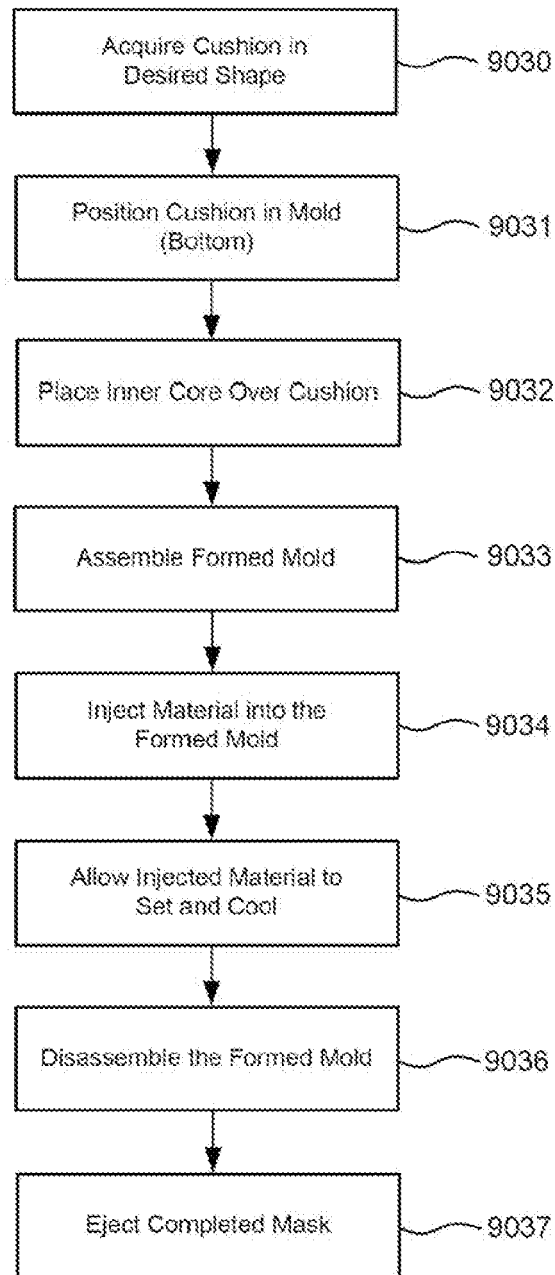 Acquire Cushion in
Desired Shape
9030
Position Cushion in Mold
(Bottom)
9031
Place Inner Core Over Cushion
9032
Assemble Formed Mold
9033
Inject Material into the
Formed Mold
9034
Allow Injected Material to
Set and Cool
9035
Disassemble the Formed Mold
9036
Eject Completed Mask
9037